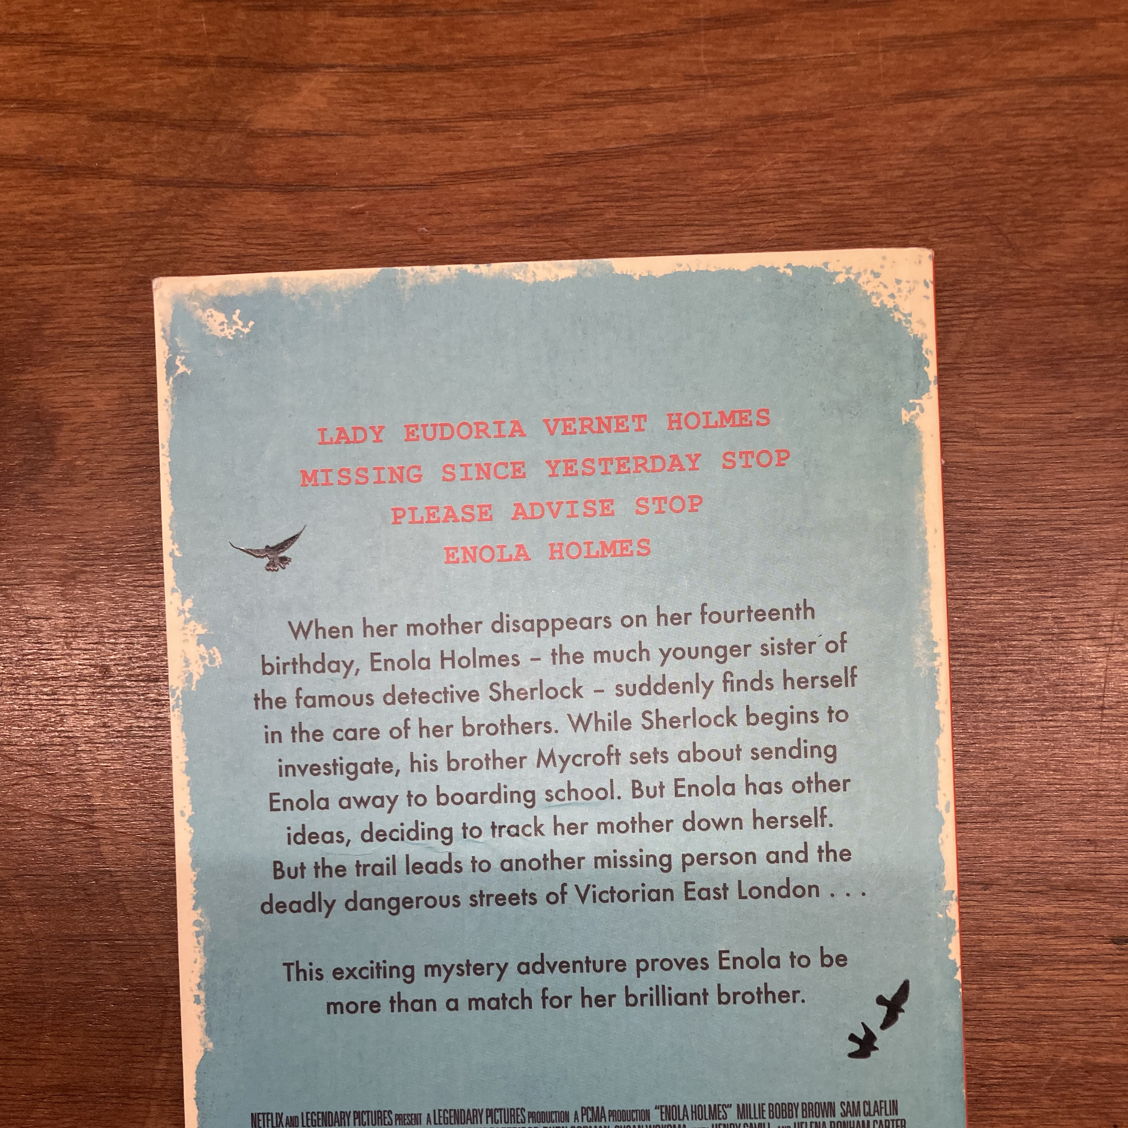 LADY EUDORIA VERNET HOLMES
MISSING SINCE YESTERDAY STOP
PLEASE ADVISE STOP
ENOLA HOLMES
When her mother disappears on her fourteenth
birthday, Enola Holmes – the much younger sister of
the famous detective Sherlock – suddenly finds herself
in the care of her brothers. While Sherlock begins to
investigate, his brother Mycroft sets about sending
Enola away to boarding school. But Enola has other
ideas, deciding to track her mother down herself.
But the trail leads to another missing person and the
deadly dangerous streets of Victorian East London . . .
This exciting mystery adventure proves Enola to be
more than a match for her brilliant brother.
NETFLIX AND LEGENDARY PICTURES PRESENT A LEGENDARY PICTURES PRODUCTION A PCMA PRODUCTION "ENOLA HOLMES" MILLIE BOBBY BROWN SAM CLAFLIN
HENRY CAVILL AND HELENA BONHAM CARTER